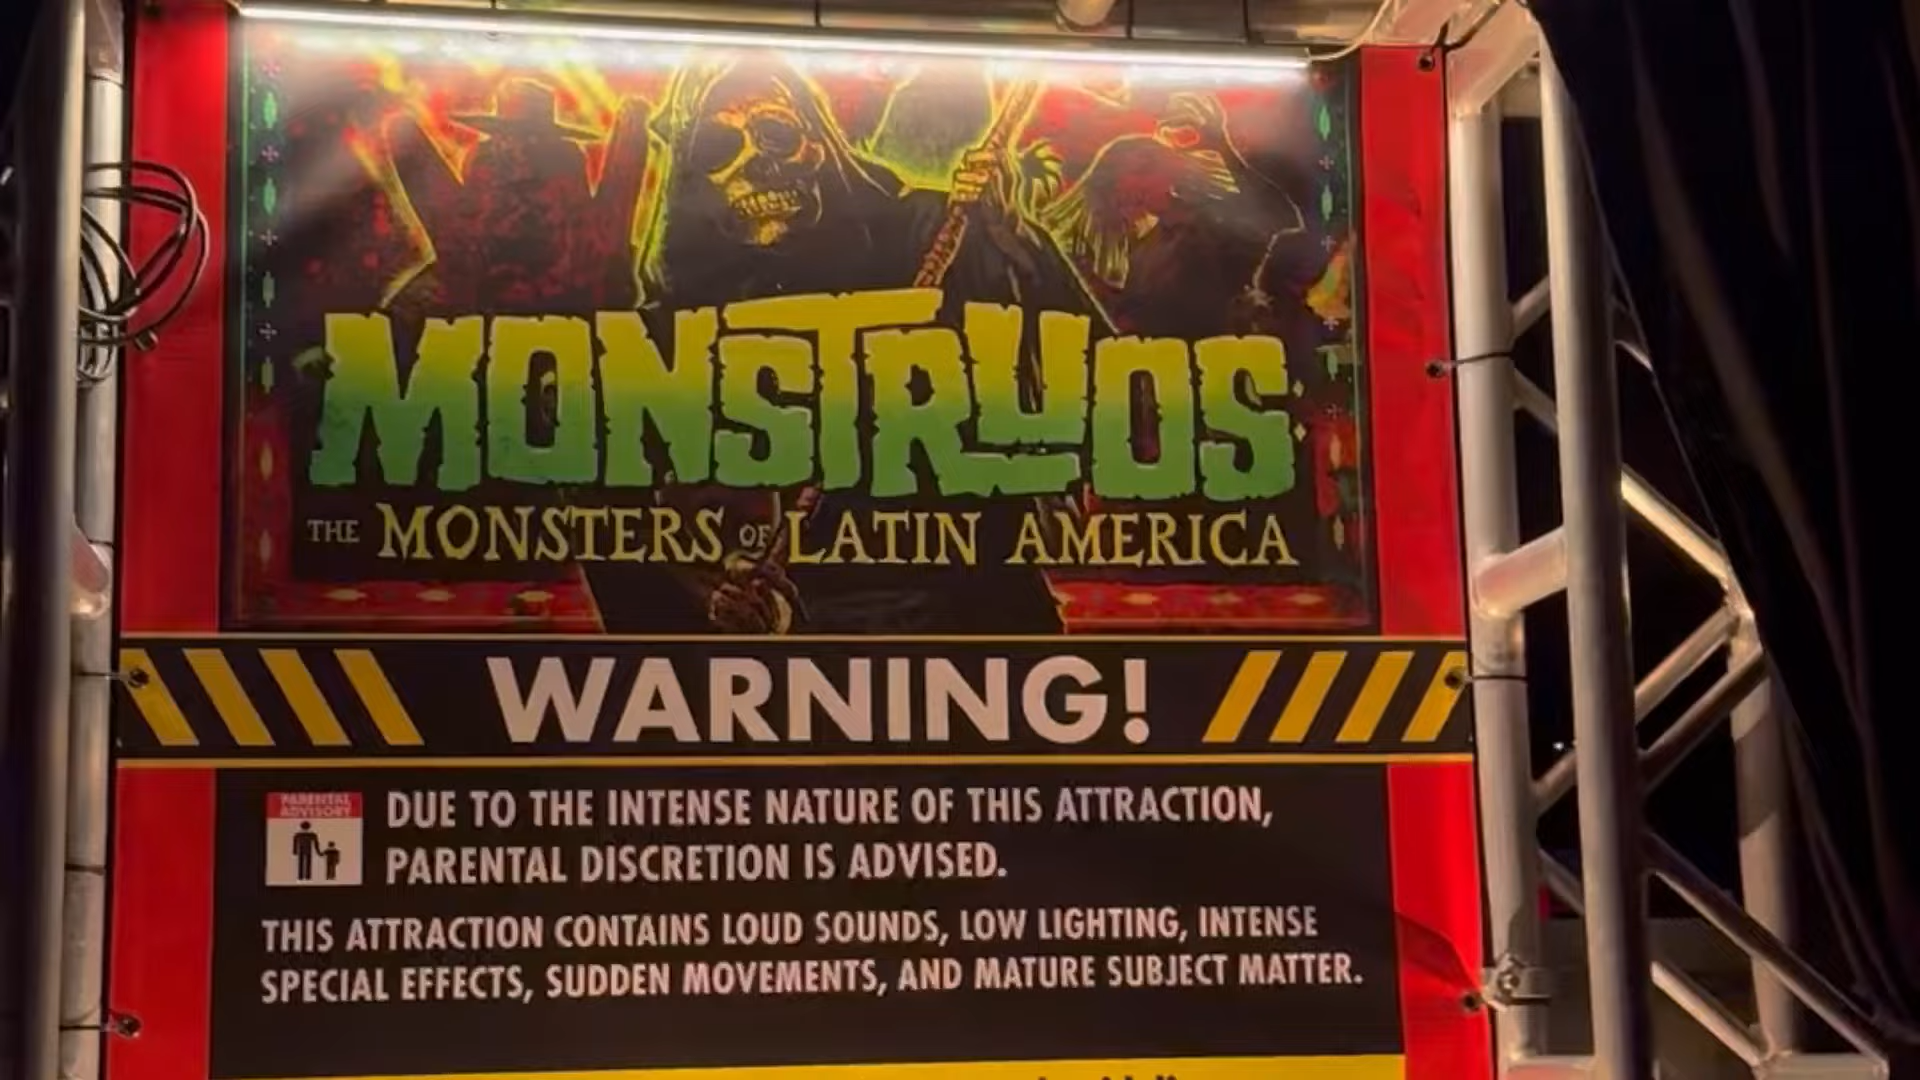 MONSTRUOS
THE MONSTERS OF LATIN AMERICA
WARNING!
PARENTAL
ADVISORY
DUE TO THE INTENSE NATURE OF THIS ATTRACTION,
PARENTAL DISCRETION IS ADVISED.
THIS ATTRACTION CONTAINS LOUD SOUNDS, LOW LIGHTING, INTENSE
SPECIAL EFFECTS, SUDDEN MOVEMENTS, AND MATURE SUBJECT MATTER.